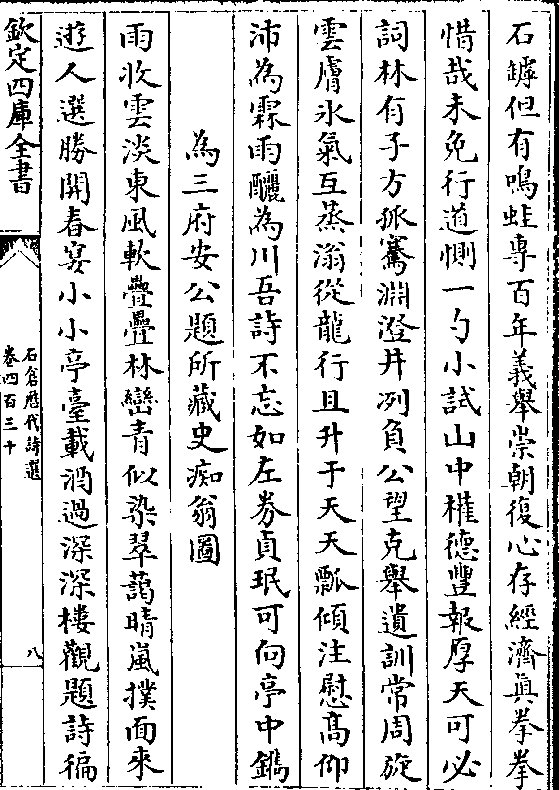 石罅但有鳴蛙專百年義舉崇朝復心存經濟眞拳拳
惜哉未免行道惻一勺小試山中權德豐報厚天可必
詞林有子方孤騫淵澄井冽負公望克舉遺訓常周旋
雲膚氷氣互蒸滃從龍行且升于天天瓢傾注慰高仰
沛為霖雨釃為川吾詩不忘如左券貞珉可向亭中鐫
為三府安公題所藏史痴翁圖
雨收雲淡東風軟疊疊林巒青似染翠藹晴嵐撲面來
遊人選勝開春宴小小亭臺載酒過深深樓觀題詩徧
欽定四庫全書
石倉歷代詩選
卷四百三十
八